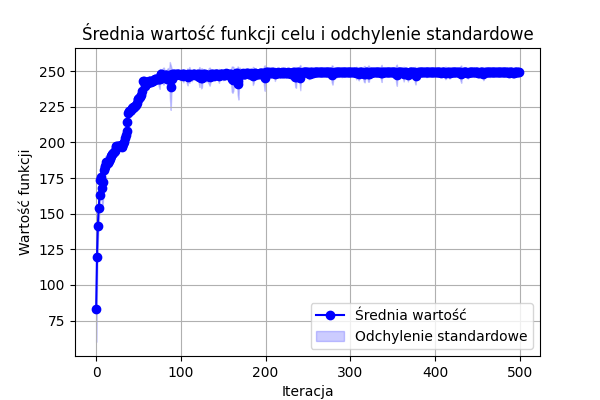 Średnia wartość funkcji celu i odchylenie standardowe
Wartość funkcji
250
225
200
175
150
125
100
75
0 100 200 300 400 500
Iteracja
Średnia wartość
Odchylenie standardowe